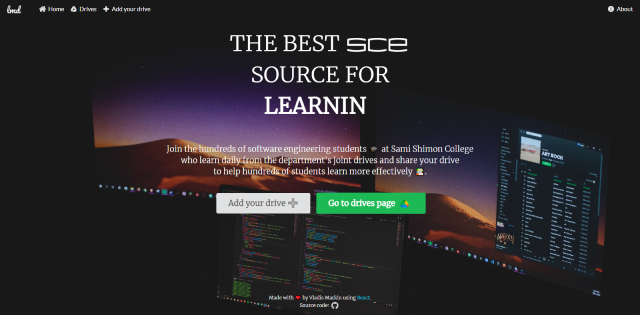 lmd Home Drives Add your drive About
THE BEST sce
SOURCE FOR
LEARNIN
Join the hundreds of software engineering students at Sami Shimon College
who learn daily from the department's joint drives and share your drive
to help hundreds of students learn more effectively .
Add your drive Go to drives page
ART ROCK
Made with by Vladis Markin using React.
Source code: